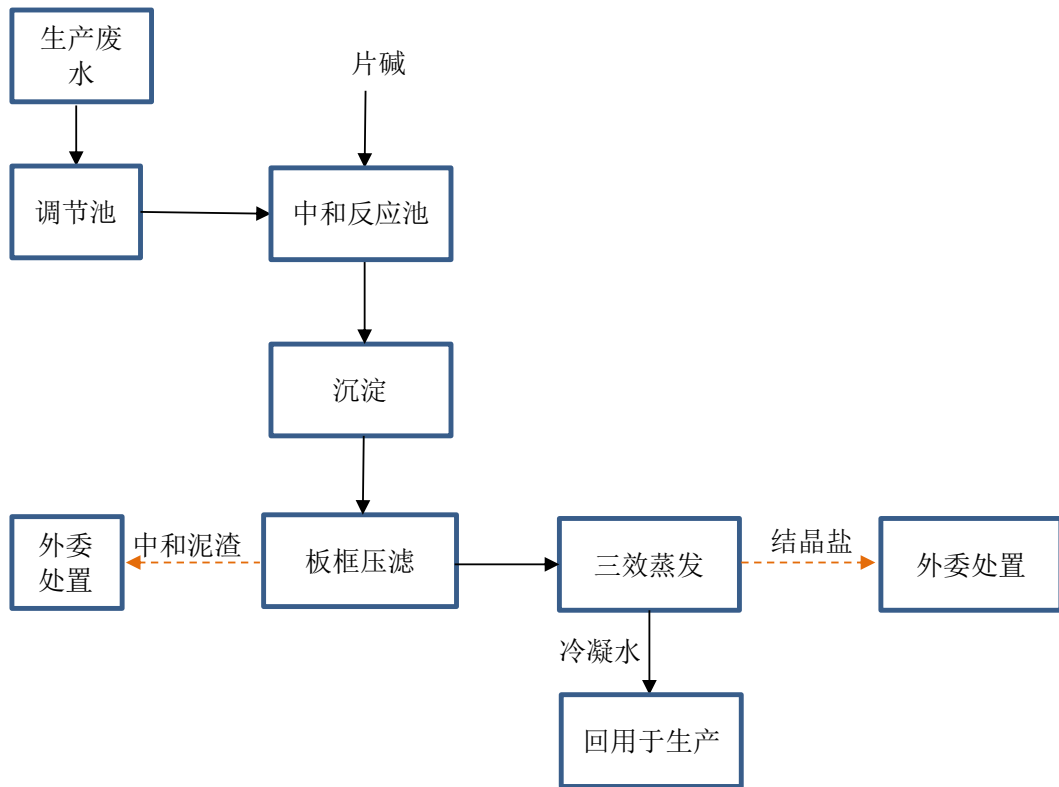 生产废
水
片碱
调节池
中和反应池
沉淀
外委
处置
中和泥渣
板框压滤
三效蒸发
结晶盐
外委处置
冷凝水
回用于生产